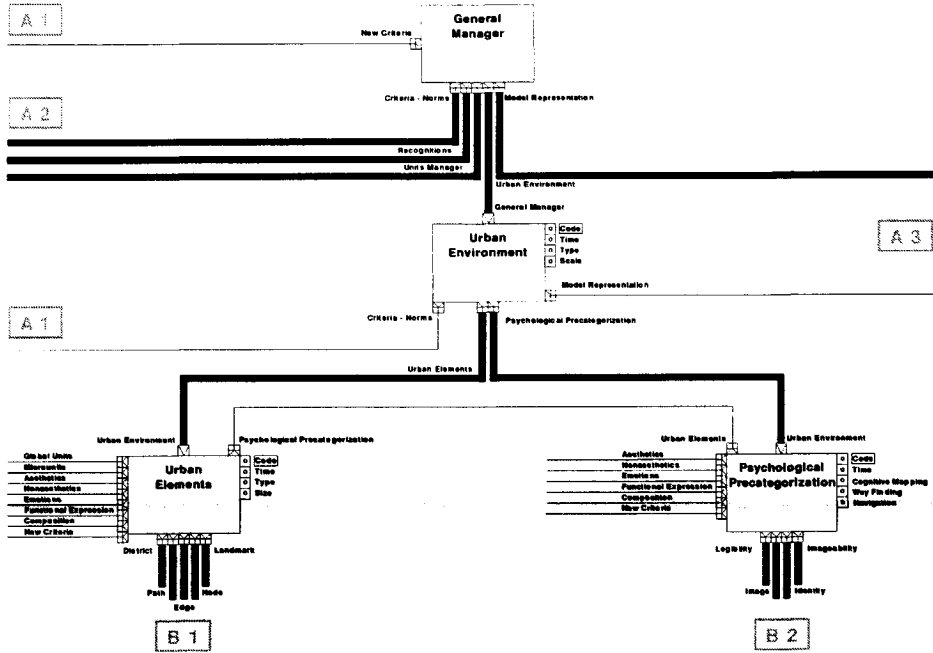 A 1
General
Manager
New Criteria
Criteria - Norms
Model Representation
A 2
Recognitions
Units Manager
Urban Environment
General Manager
Urban
Environment
Code
Time
Type
Scale
A 3
Model Representation
A 1
Criteria - Norms
Psychological Precategorization
Urban Elements
Urban Environment
Psychological Precategorization
Urban Elements
Urban Environment
Global Units
Microunits
Aesthetics
Nonaesthetics
Emotions
Functional Expression
Composition
New Criteria
Urban
Elements
Code
Time
Type
Size
Aesthetics
Nonaesthetics
Emotions
Functional Expression
Composition
New Criteria
Psychological
Precategorization
Code
Time
Cognitive Mapping
Way Finding
Navigation
District
Landmark
Path
Node
Edge
Legibility
Imageability
Image
Identity
B 1
B 2